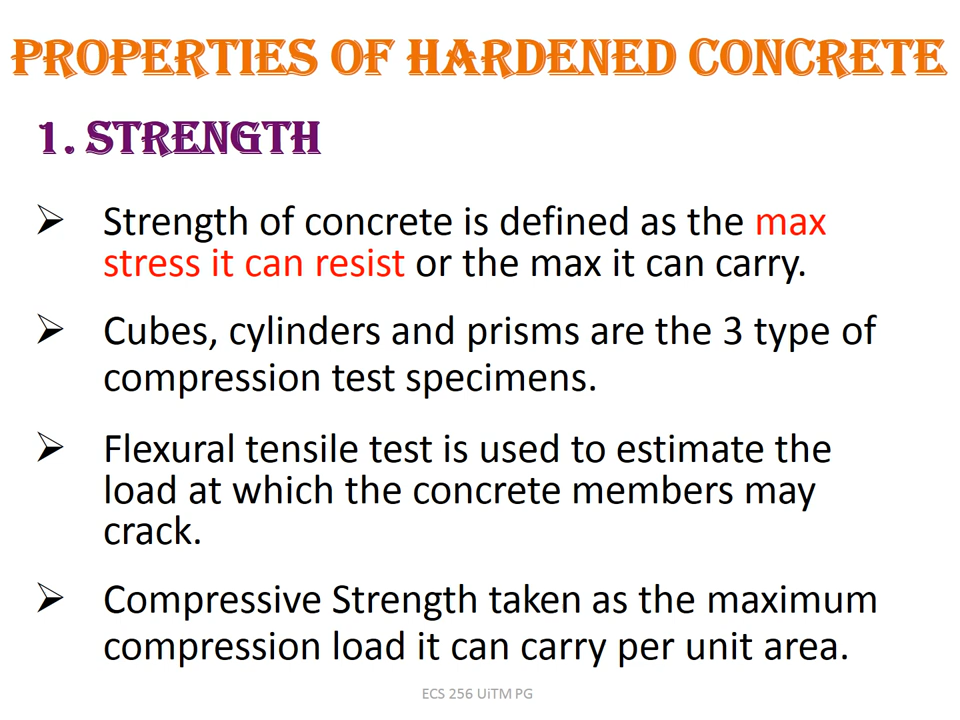 PROPERTIES OF HARDENED CONCRETE
1. STRENGTH
➢ Strength of concrete is defined as the max
stress it can resist or the max it can carry.
➢ Cubes, cylinders and prisms are the 3 type of
compression test specimens.
➢ Flexural tensile test is used to estimate the
load at which the concrete members may
crack.
➢ Compressive Strength taken as the maximum
compression load it can carry per unit area.
ECS 256 UiTM PG